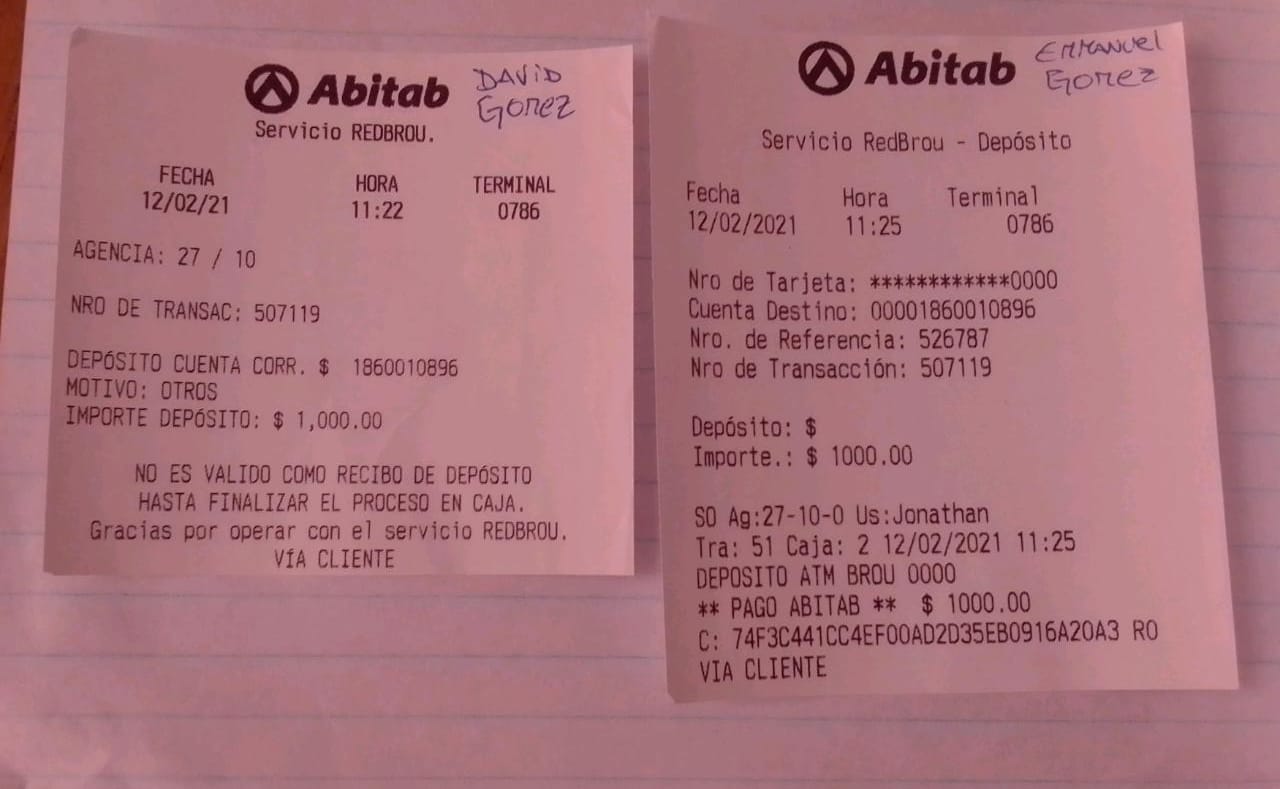 Abitab
DAViD
GOMEZ
Servicio REDBROU.
FECHA HORA TERMINAL
12/02/21 11:22 0786
AGENCIA: 27 / 10
NRO DE TRANSAC: 507119
DEPÓSITO CUENTA CORR. $ 1860010896
MOTIVO: OTROS
IMPORTE DEPÓSITO: $ 1,000.00
NO ES VALIDO COMO RECIBO DE DEPÓSITO
HASTA FINALIZAR EL PROCESO EN CAJA.
Gracias por operar con el servicio REDBROU.
VÍA CLIENTE
Abitab
EMMANUEL
GOMEZ
Servicio RedBrou - Depósito
Fecha Hora Terminal
12/02/2021 11:25 0786
Nro de Tarjeta: ************0000
Cuenta Destino: 00001860010896
Nro. de Referencia: 526787
Nro de Transacción: 507119
Depósito: $
Importe.: $ 1000.00
SO Ag:27-10-0 Us:Jonathan
Tra: 51 Caja: 2 12/02/2021 11:25
DEPOSITO ATM BROU 0000
** PAGO ABITAB ** $ 1000.00
C: 74F3C441CC4EF00AD2D35EB0916A20A3 RO
VIA CLIENTE